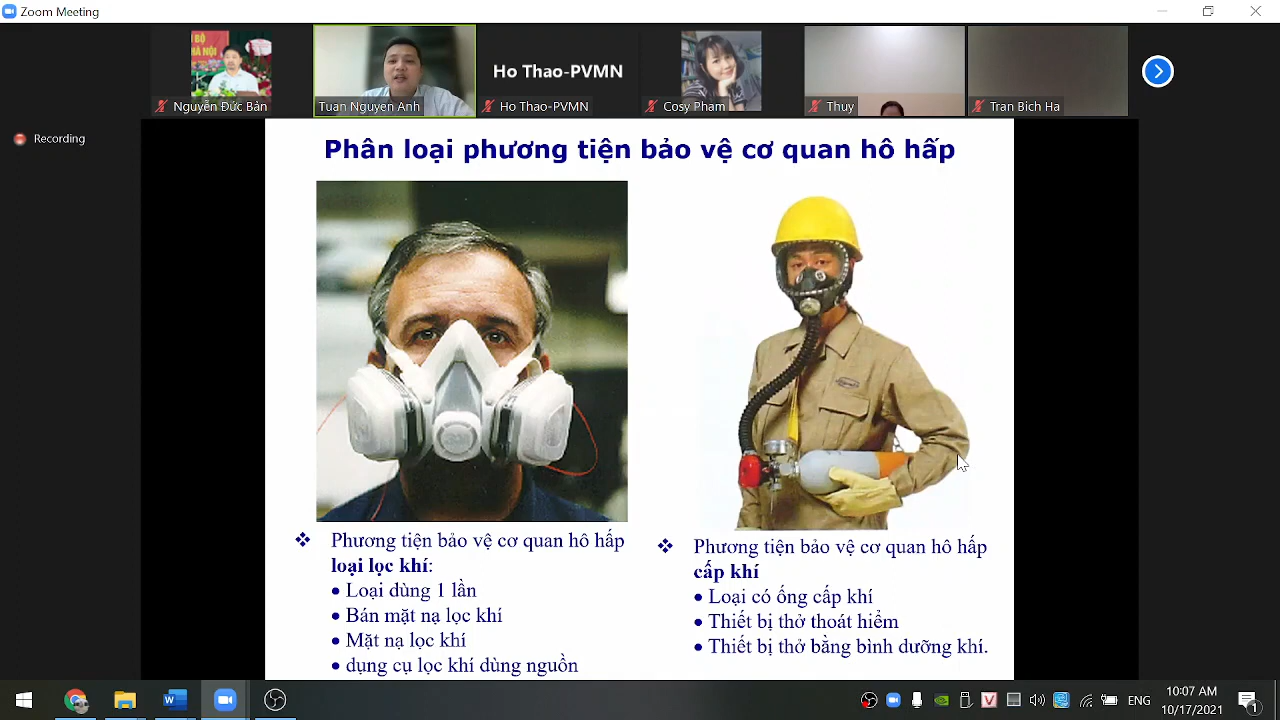 Zoom Meeting
BỘ
HÀ NỘI
Ho Thao-PVMN
Nguyễn Đức Bản
Tuan Nguyen Anh
Ho Thao-PVMN
Cosy Pham
Thuy
Tran Bich Ha
Recording
Phân loại phương tiện bảo vệ cơ quan hô hấp
❖ Phương tiện bảo vệ cơ quan hô hấp
loại lọc khí:
• Loại dùng 1 lần
• Bán mặt nạ lọc khí
• Mặt nạ lọc khí
• dụng cụ lọc khí dùng nguồn
❖ Phương tiện bảo vệ cơ quan hô hấp
cấp khí
• Loại có ống cấp khí
• Thiết bị thở thoát hiểm
• Thiết bị thở bằng bình dưỡng khí.
ENG
10:07 AM
10/17/2021
1